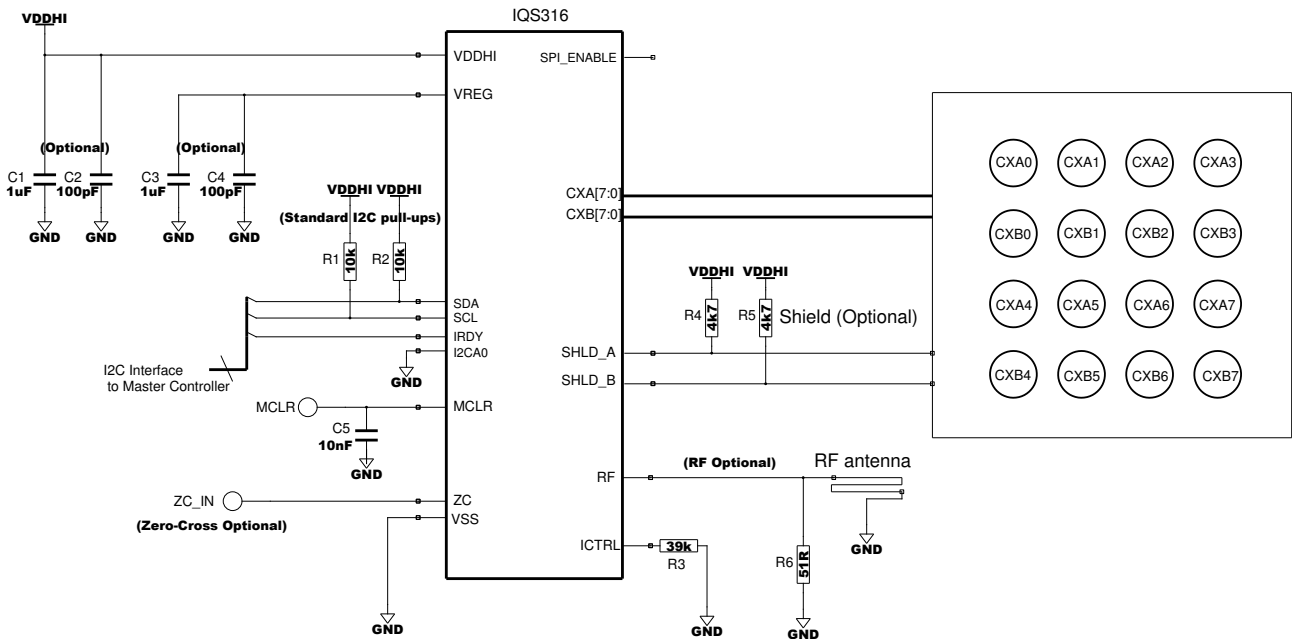 IQS316
VDDHI
VDDHI
SPI_ENABLE
VREG
(Optional)
(Optional)
C1
1uF
C2
100pF
C3
1uF
C4
100pF
GND
GND
GND
GND
VDDHI VDDHI
(Standard I2C pull-ups)
R1
10k
R2
10k
SDA
SCL
IRDY
I2CA0
GND
I2C Interface
to Master Controller
MCLR
MCLR
C5
10nF
GND
ZC_IN
ZC
(Zero-Cross Optional)
VSS
GND
CXA[7:0]
CXB[7:0]
VDDHI VDDHI
R4
4k7
R5
4k7
Shield (Optional)
SHLD_A
SHLD_B
RF
(RF Optional)
RF antenna
GND
ICTRL
39k
R3
GND
R6
51R
GND
CXA0 CXA1 CXA2 CXA3
CXB0 CXB1 CXB2 CXB3
CXA4 CXA5 CXA6 CXA7
CXB4 CXB5 CXB6 CXB7